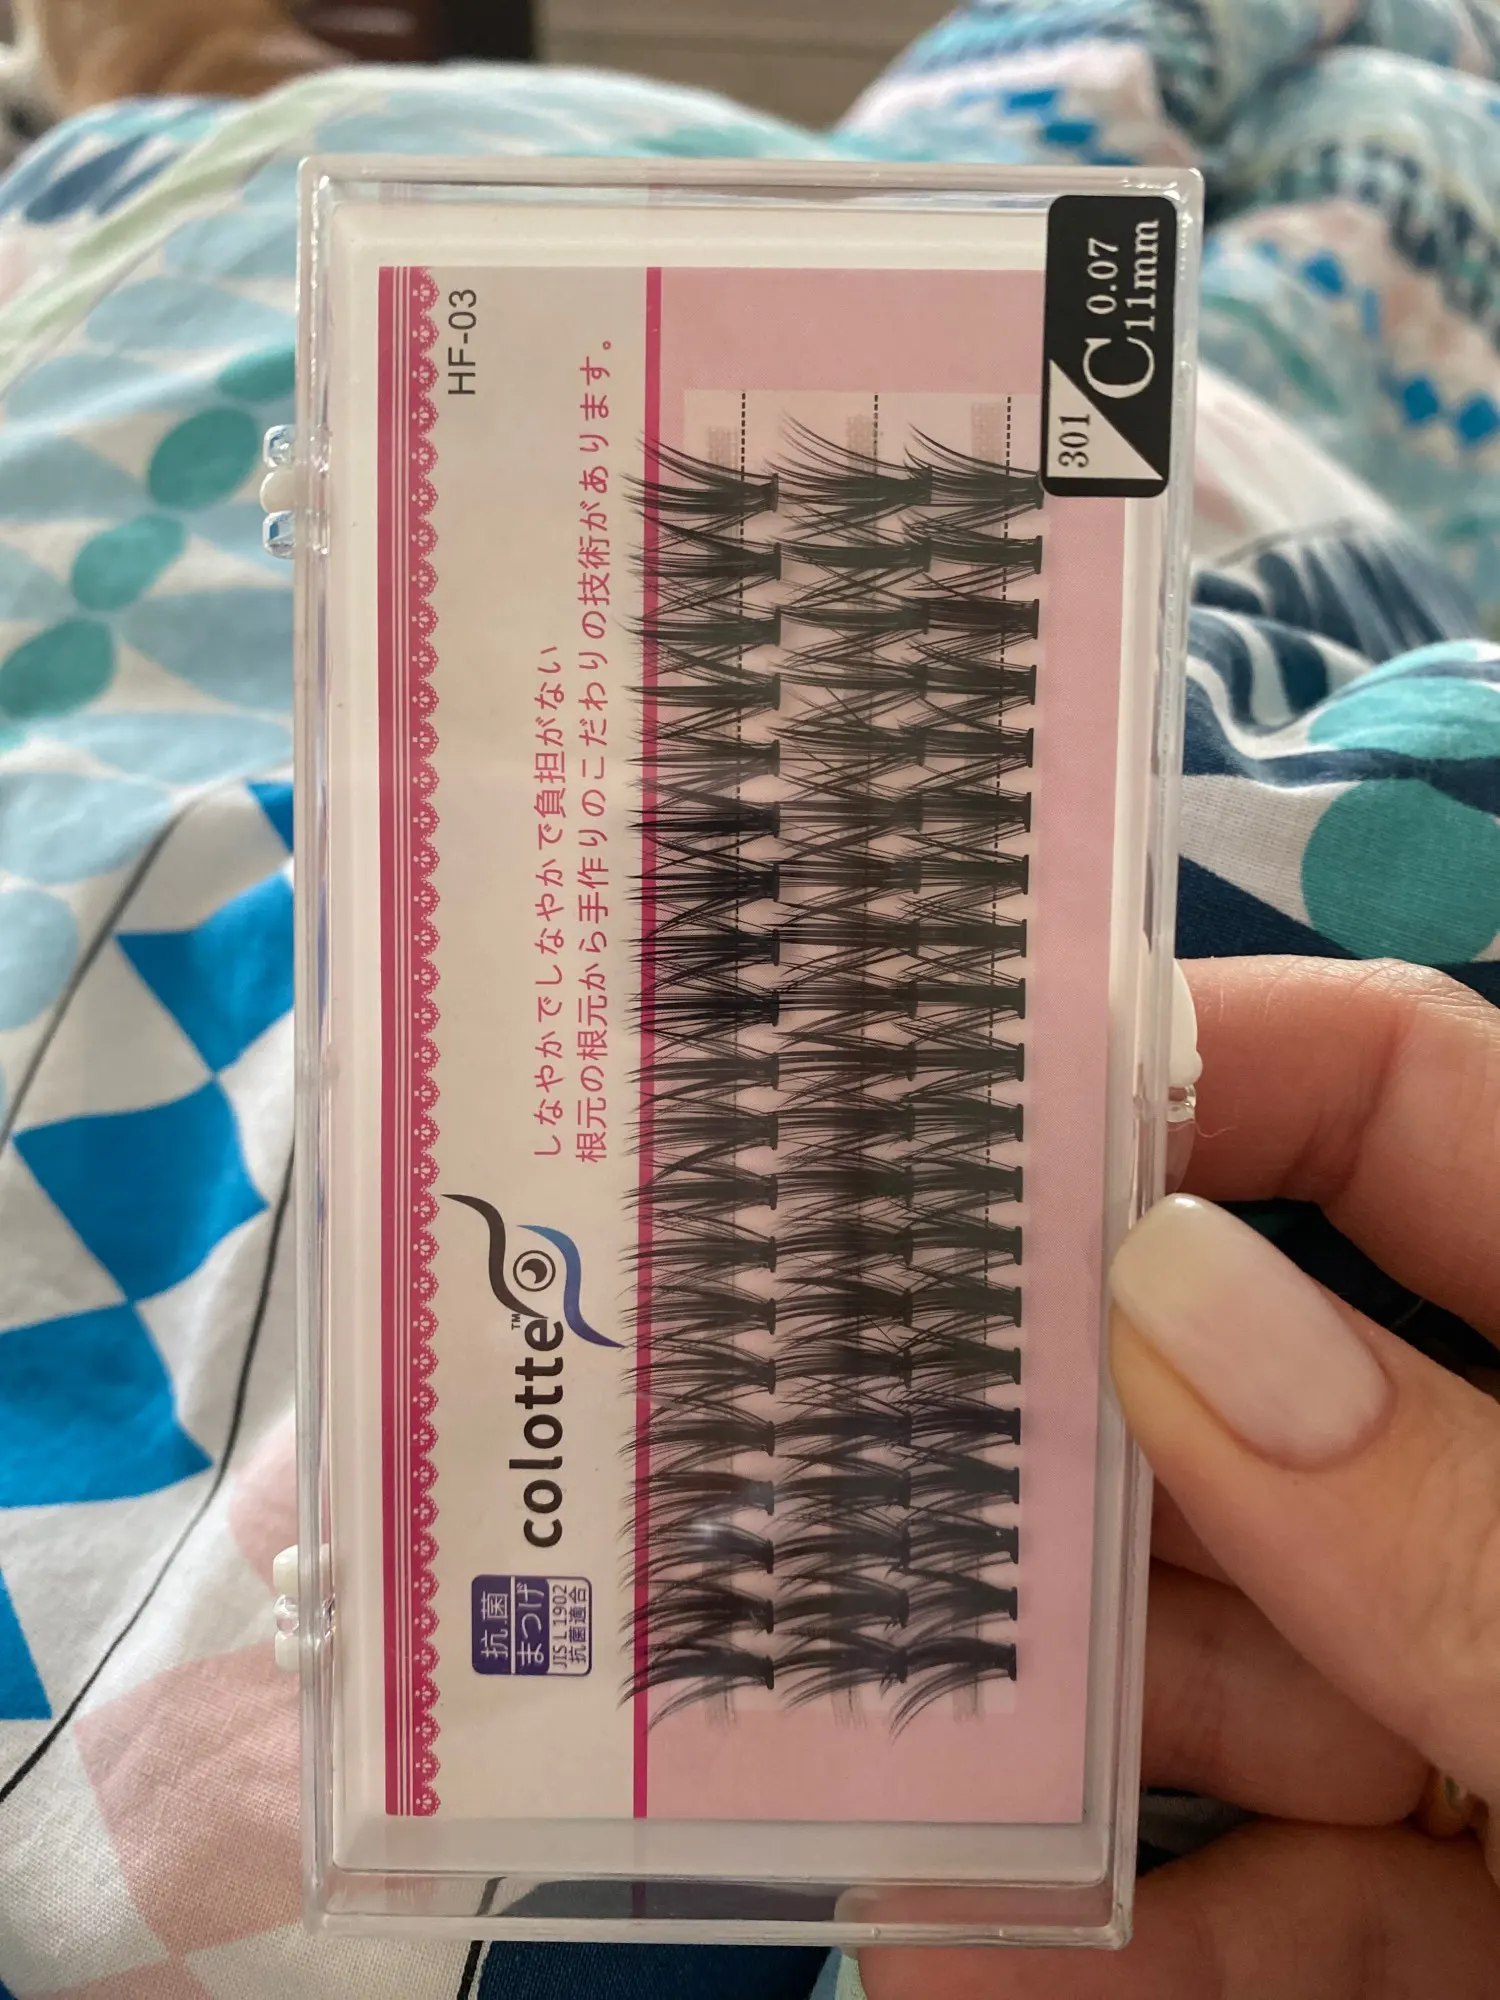 抗菌
まつげ
JIS L 1902
抗菌適合
colotte™
しなやかでしなやかで負担がない
根元の根元から手作りのこだわりの技術があります。
HF-03
301
C 0.07
11mm